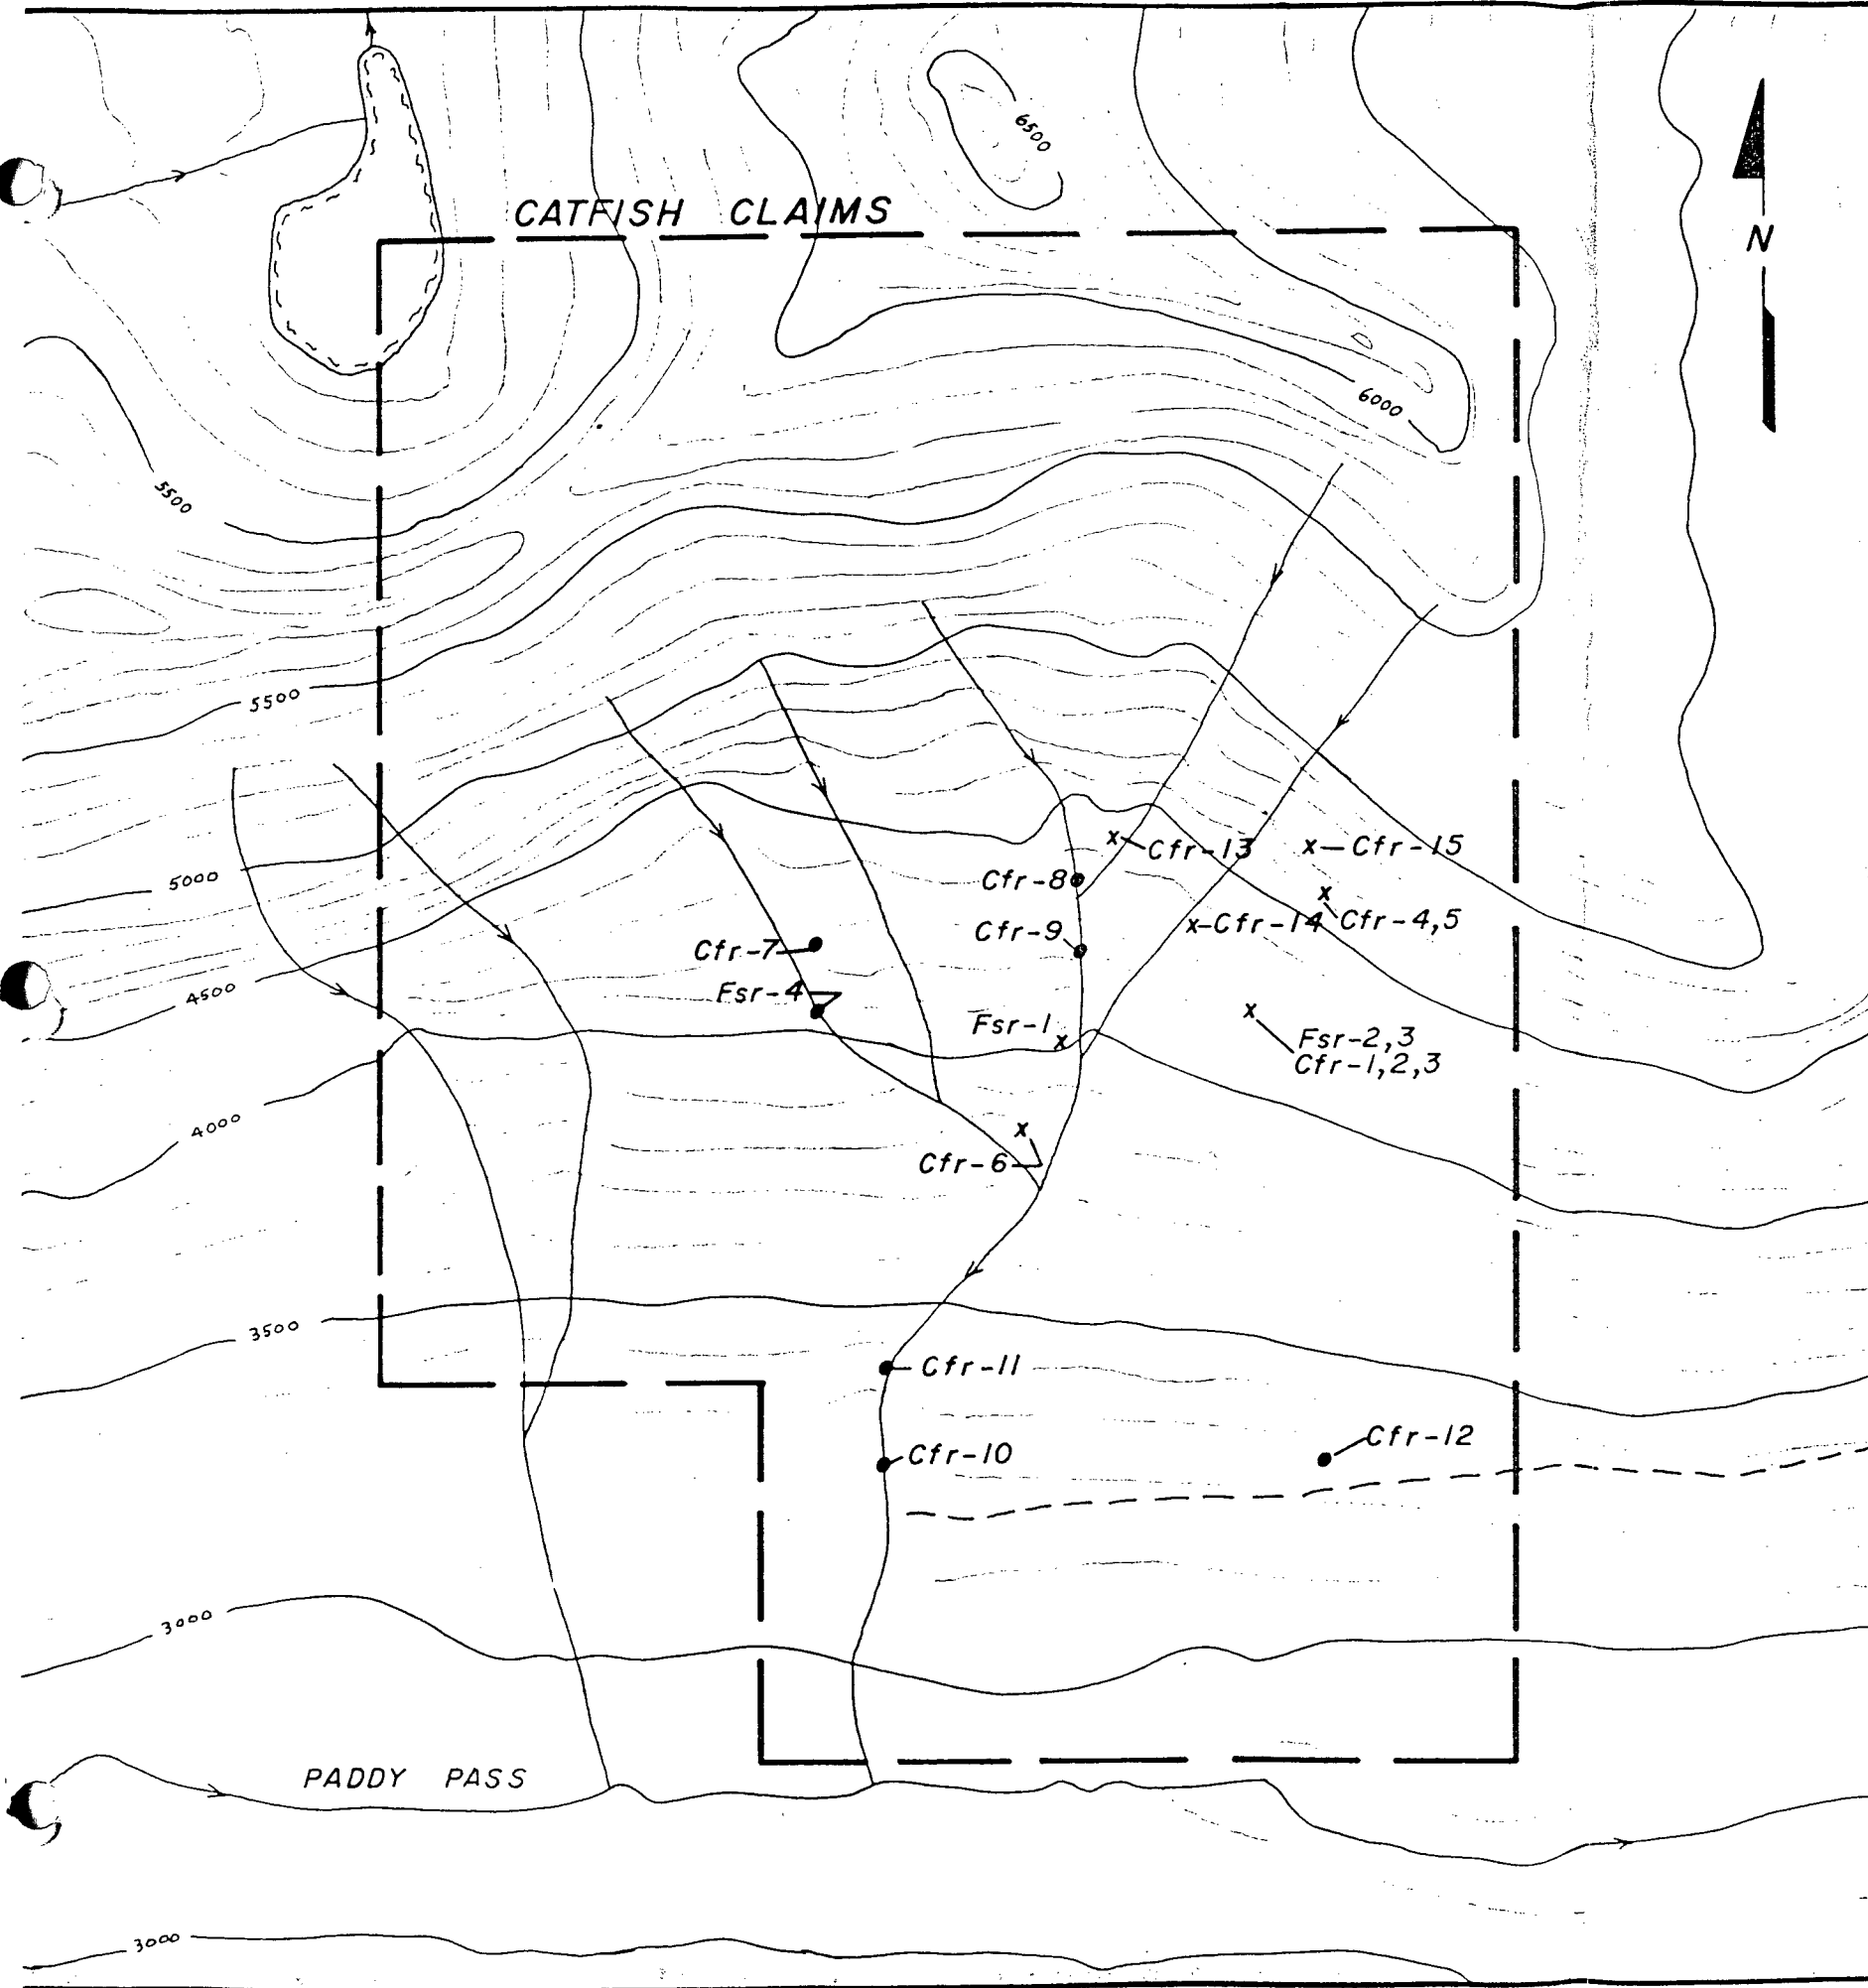 6500
CATFISH CLAIMS
N
6000
5500
5500
Cfr-13
Cfr-15
5000
Cfr-8
Cfr-14
Cfr-4,5
Cfr-9
Cfr-7
4500
Fsr-4
Fsr-1
Fsr-2,3
Cfr-1,2,3
4000
Cfr-6
3500
Cfr-11
Cfr-12
Cfr-10
3000
PADDY PASS
3000